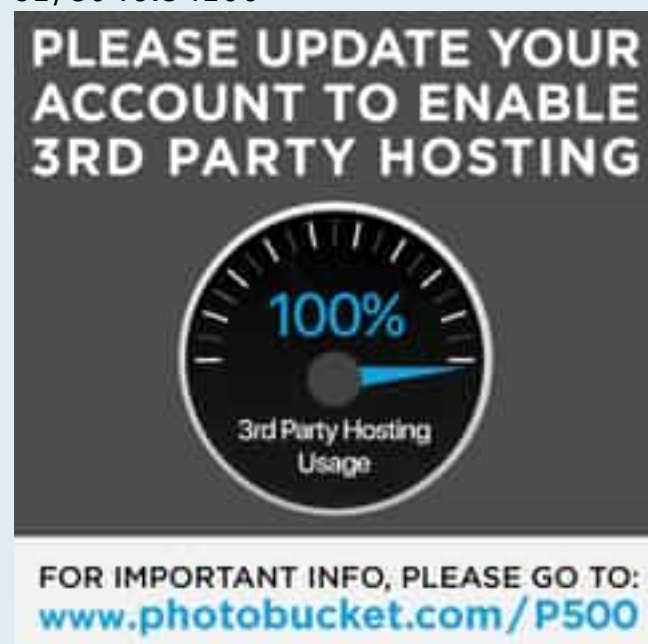 PLEASE UPDATE YOUR
ACCOUNT TO ENABLE
3RD PARTY HOSTING
100%
3rd Party Hosting
Usage
FOR IMPORTANT INFO, PLEASE GO TO:
www.photobucket.com/P500